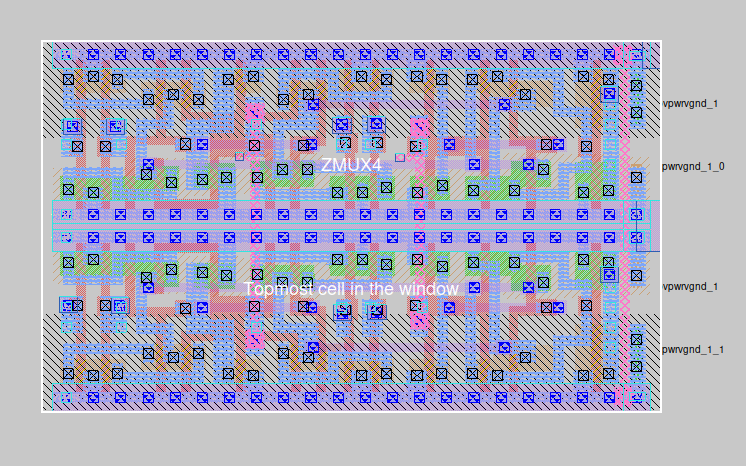 vpwrvgnd_1
ZMUX4
pwrvgnd_1_0
vpwrvgnd_1
Topmost cell in the window
pwrvgnd_1_1